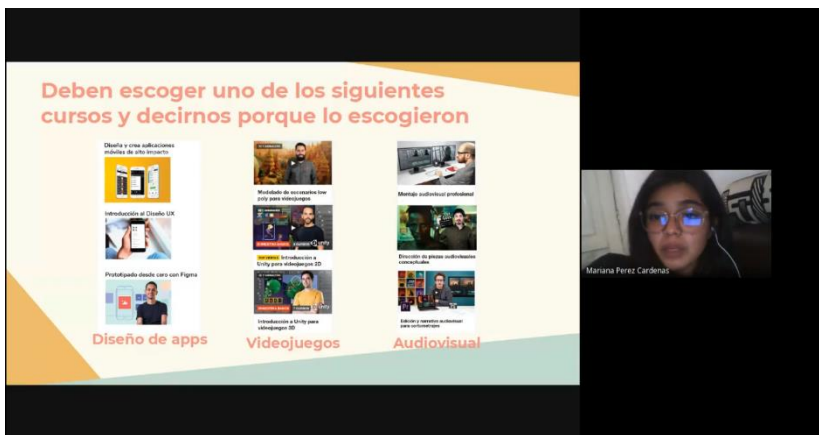 Deben escoger uno de los siguientes
cursos y decirnos porque lo escogieron
Diseña y crea aplicaciones
móviles de alto impacto
Introducción al Diseño UX
Prototipado desde cero con Figma
Diseño de apps
Modelado de escenarios low
poly para videojuegos
unity
Introducción a
Unity para videojuegos 2D
Introducción a Unity para
videojuegos 3D
Videojuegos
Montaje audiovisual profesional
Dirección de piezas audiovisuales
conceptuales
Edición y narrativa audiovisual
para cortometrajes
Audiovisual
Mariana Perez Cardenas